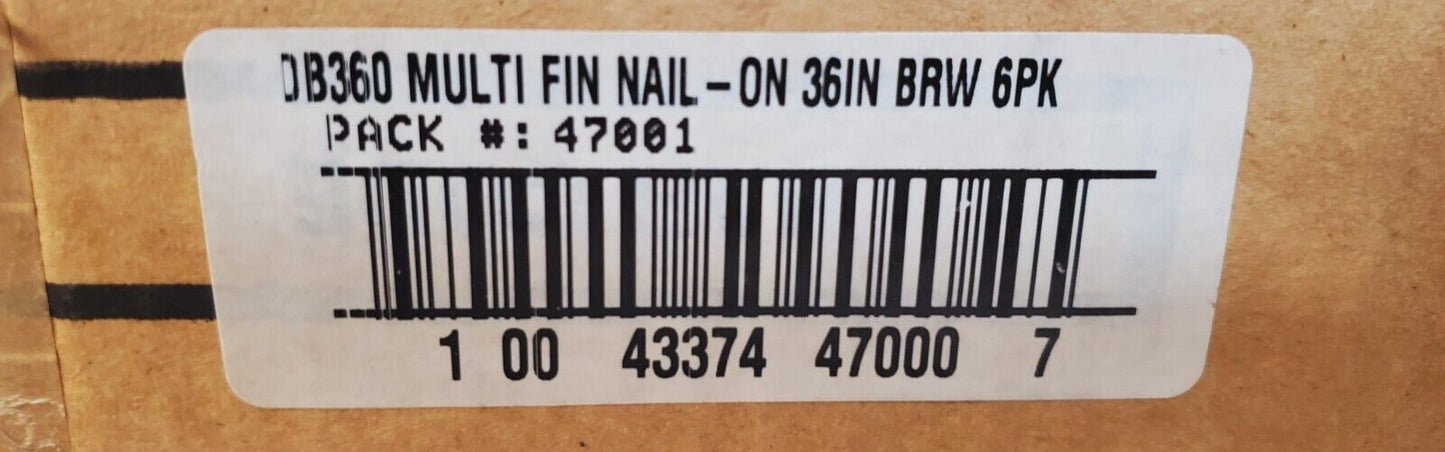 DB360 MULTI FIN NAIL-ON 36IN BRW 6PK
PACK #: 47001
1 00 43374 47000 7